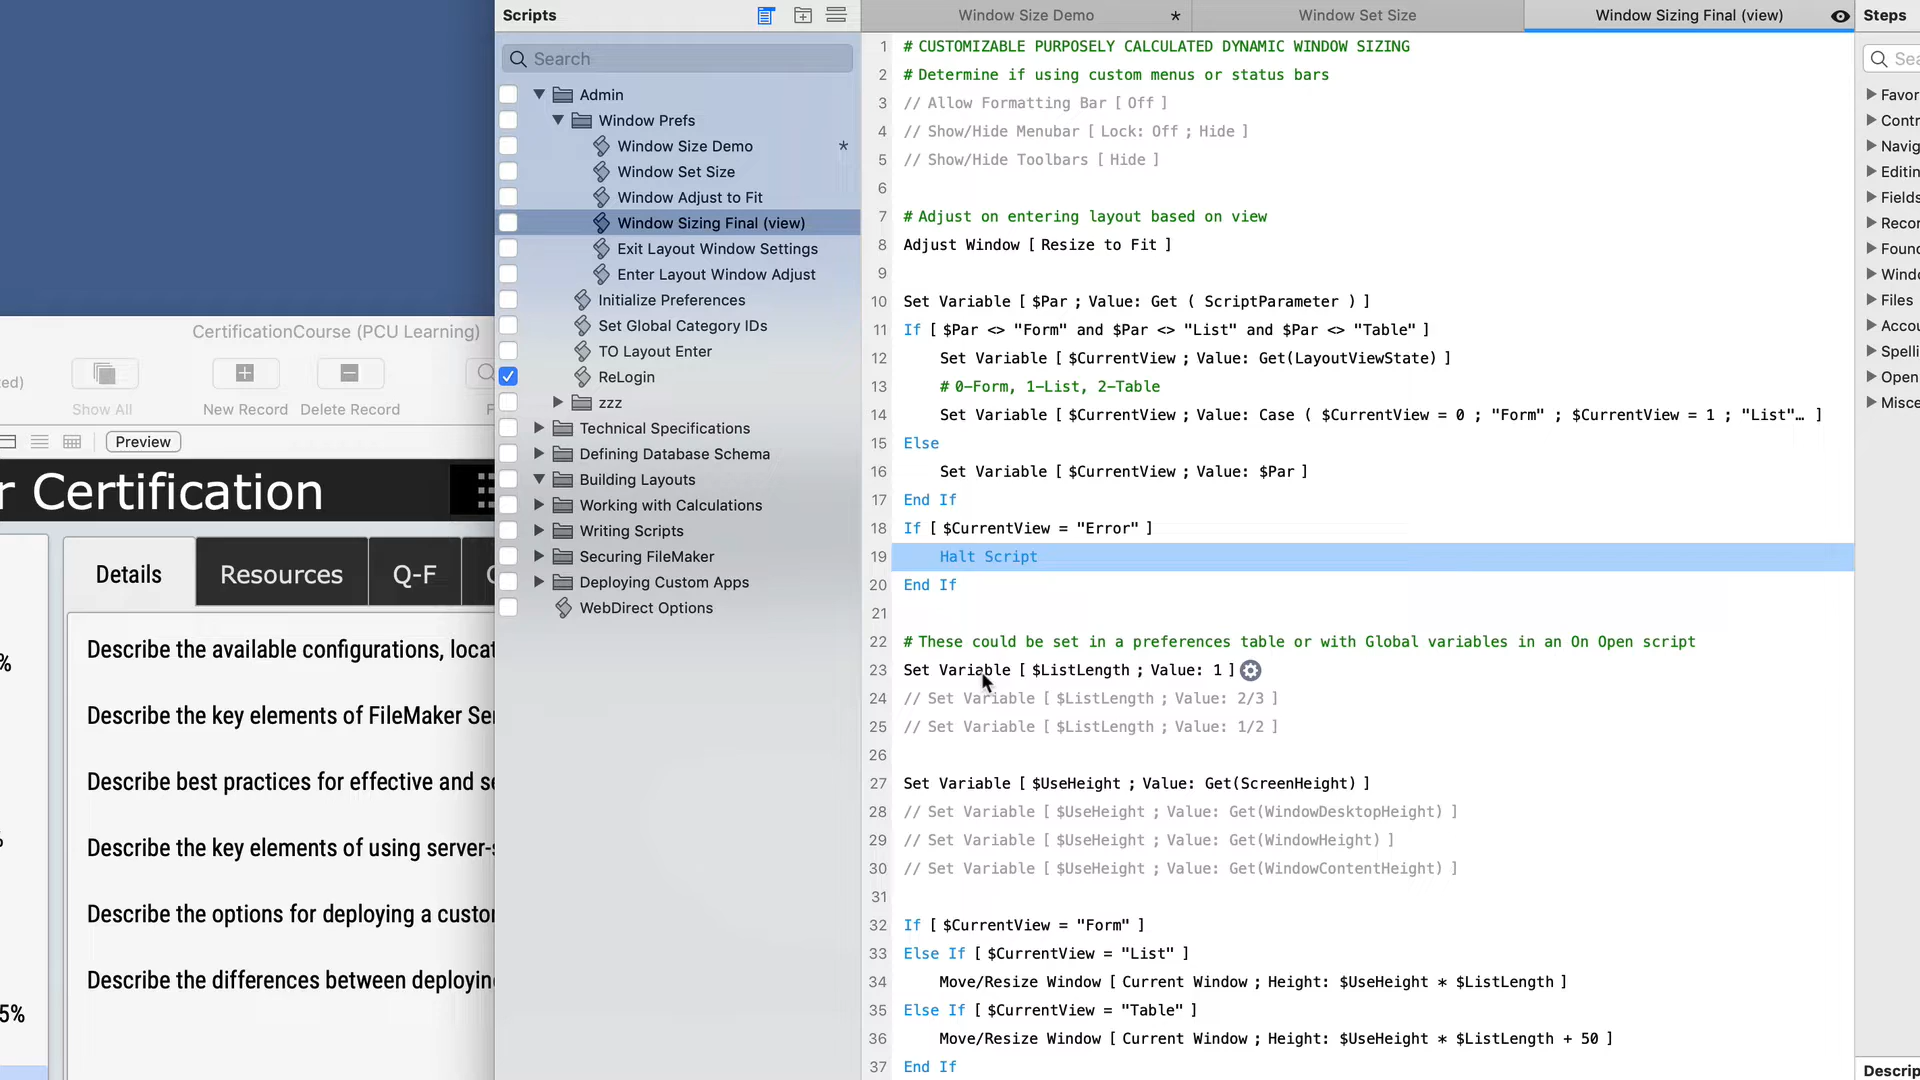 Scripts
Search
Admin
Window Prefs
Window Size Demo *
Window Set Size
Window Adjust to Fit
Window Sizing Final (view)
Exit Layout Window Settings
Enter Layout Window Adjust
Initialize Preferences
Set Global Category IDs
TO Layout Enter
ReLogin
zzz
Technical Specifications
Defining Database Schema
Building Layouts
Working with Calculations
Writing Scripts
Securing FileMaker
Deploying Custom Apps
WebDirect Options
CertificationCourse (PCU Learning)
ed)
Show All
New Record
Delete Record
Preview
r Certification
Details
Resources
Q-F
%
Describe the available configurations, locat
Describe the key elements of FileMaker Se
Describe best practices for effective and se
Describe the key elements of using server-s
Describe the options for deploying a custo
Describe the differences between deployin
5%
Window Size Demo *
Window Set Size
Window Sizing Final (view)
1 # CUSTOMIZABLE PURPOSELY CALCULATED DYNAMIC WINDOW SIZING
2 # Determine if using custom menus or status bars
3 // Allow Formatting Bar [ Off ]
4 // Show/Hide Menubar [ Lock: Off ; Hide ]
5 // Show/Hide Toolbars [ Hide ]
6
7 # Adjust on entering layout based on view
8 Adjust Window [ Resize to Fit ]
9
10 Set Variable [ $Par ; Value: Get ( ScriptParameter ) ]
11 If [ $Par <> "Form" and $Par <> "List" and $Par <> "Table" ]
12 Set Variable [ $CurrentView ; Value: Get(LayoutViewState) ]
13 # 0-Form, 1-List, 2-Table
14 Set Variable [ $CurrentView ; Value: Case ( $CurrentView = 0 ; "Form" ; $CurrentView = 1 ; "List"… ]
15 Else
16 Set Variable [ $CurrentView ; Value: $Par ]
17 End If
18 If [ $CurrentView = "Error" ]
19 Halt Script
20 End If
21
22 # These could be set in a preferences table or with Global variables in an On Open script
23 Set Variable [ $ListLength ; Value: 1 ]
24 // Set Variable [ $ListLength ; Value: 2/3 ]
25 // Set Variable [ $ListLength ; Value: 1/2 ]
26
27 Set Variable [ $UseHeight ; Value: Get(ScreenHeight) ]
28 // Set Variable [ $UseHeight ; Value: Get(WindowDesktopHeight) ]
29 // Set Variable [ $UseHeight ; Value: Get(WindowHeight) ]
30 // Set Variable [ $UseHeight ; Value: Get(WindowContentHeight) ]
31
32 If [ $CurrentView = "Form" ]
33 Else If [ $CurrentView = "List" ]
34 Move/Resize Window [ Current Window ; Height: $UseHeight * $ListLength ]
35 Else If [ $CurrentView = "Table" ]
36 Move/Resize Window [ Current Window ; Height: $UseHeight * $ListLength + 50 ]
37 End If
Steps
Sea
Favor
Contr
Navig
Editin
Fields
Recor
Found
Windo
Files
Accou
Spelli
Open
Misce
Descrip